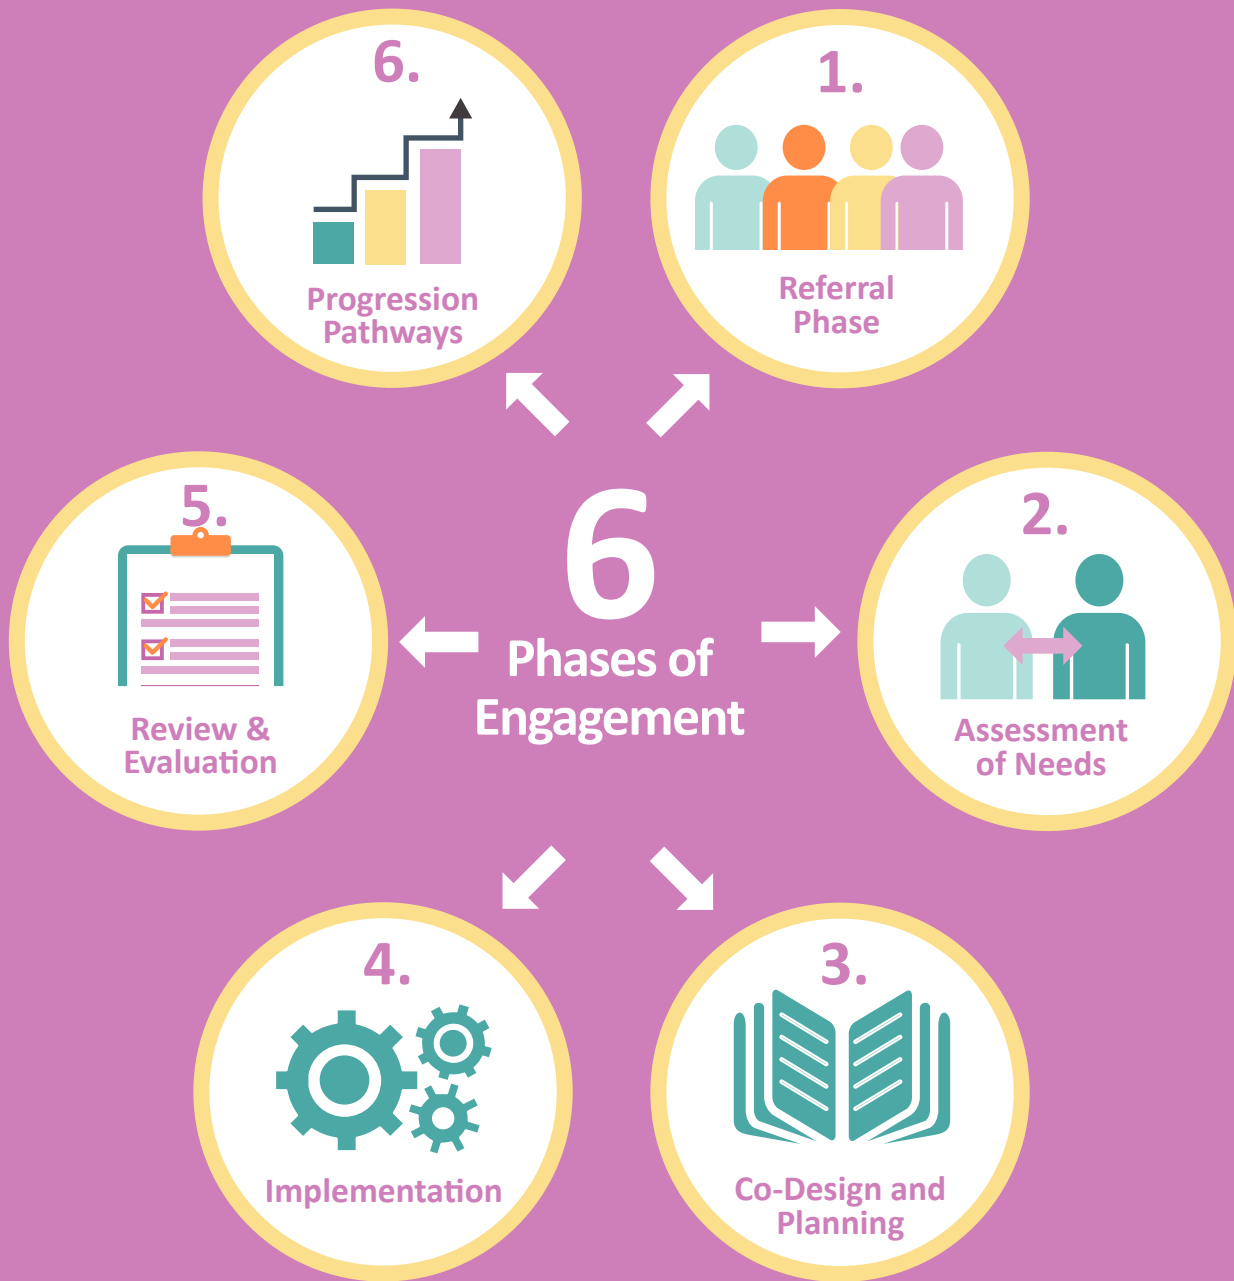 6
Phases of
Engagement
1.
Referral
Phase
2.
Assessment
of Needs
3.
Co-Design and
Planning
4.
Implementation
5.
Review &
Evaluation
6.
Progression
Pathways